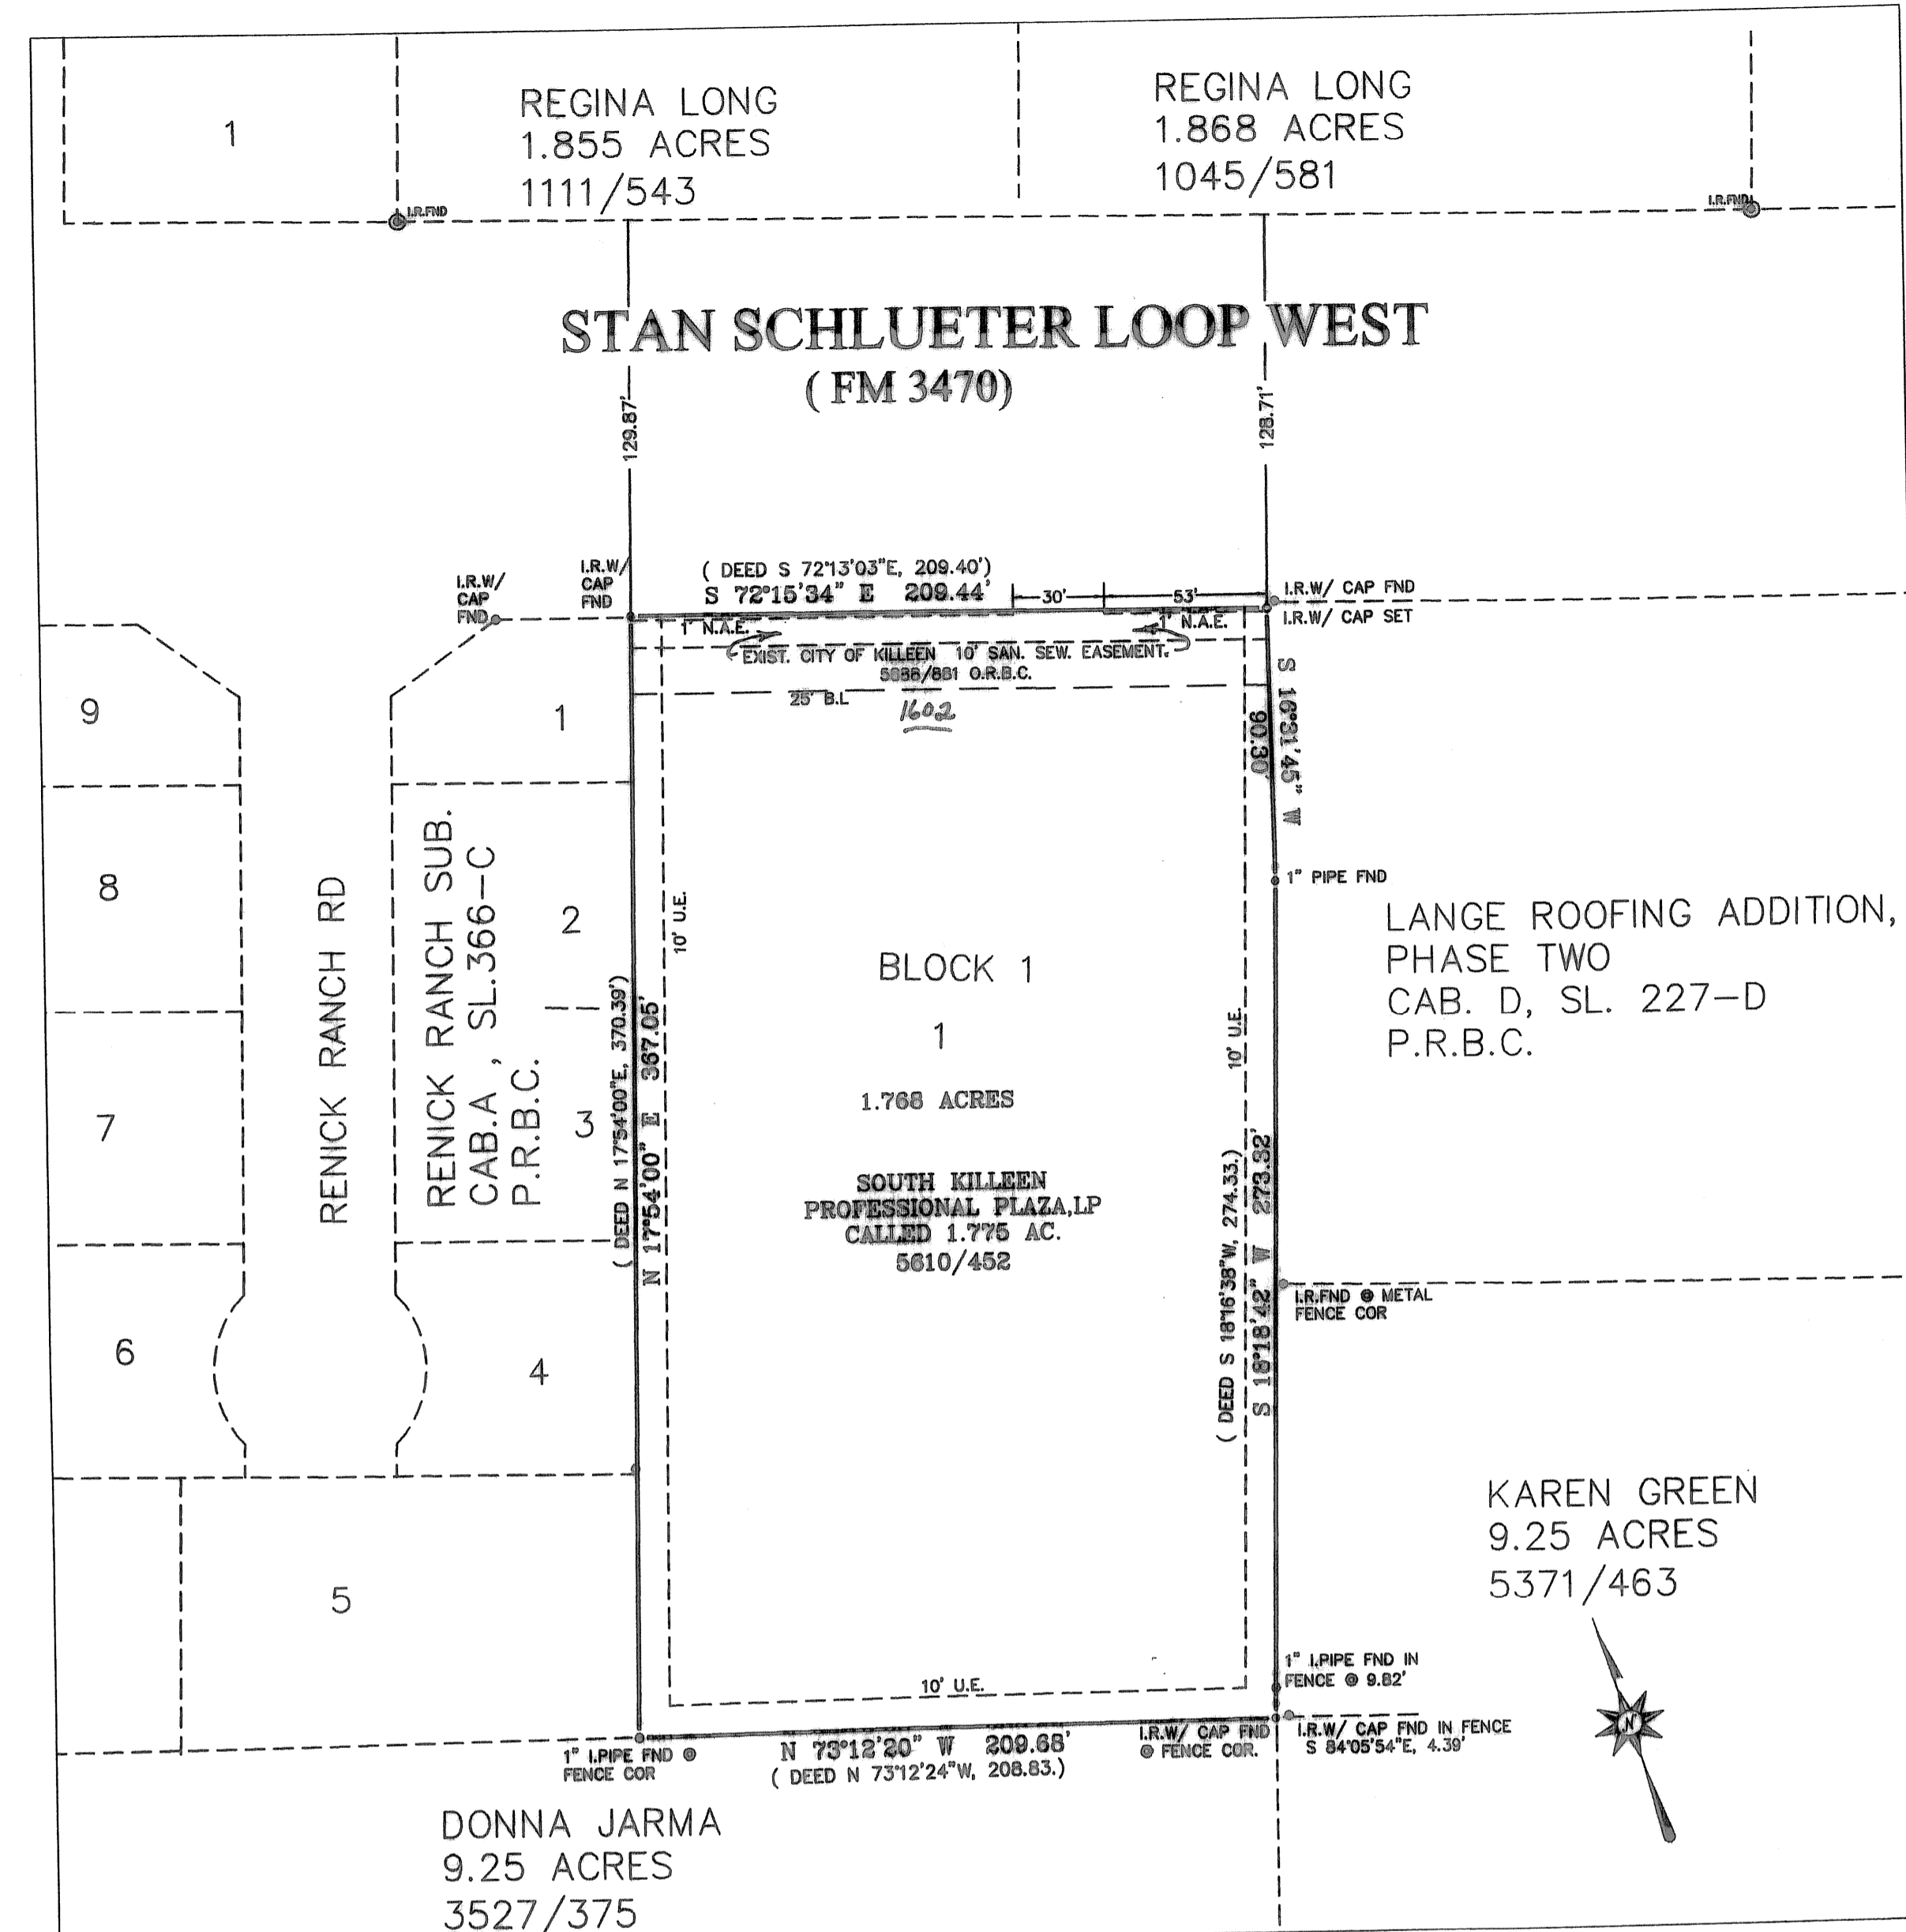 1
REGINA LONG
1.855 ACRES
1111/543
REGINA LONG
1.868 ACRES
1045/581
I.R.FND
I.R.FND
STAN SCHLUETER LOOP WEST
( FM 3470)
129.87'
128.71'
I.R.W/
CAP
FND
I.R.W/
CAP
FND
( DEED S 72°13'03"E, 209.40')
S 72°15'34" E 209.44'
30'
53'
I.R.W/ CAP FND
I.R.W/ CAP SET
1' N.A.E.
1' N.A.E.
EXIST. CITY OF KILLEEN 10' SAN. SEW. EASEMENT.
/881 O.R.B.C.
25' B.L
1602
S 16°31'45" W
90.30'
1" PIPE FND
9
8
7
6
5
1
2
3
4
RENICK RANCH RD
RENICK RANCH SUB.
CAB.A , SL.366-C
P.R.B.C.
( DEED N 17°54'00"E, 370.39')
N 17°54'00" E 367.05'
10' U.E.
BLOCK 1
1
1.768 ACRES
SOUTH KILLEEN
PROFESSIONAL PLAZA,LP
CALLED 1.775 AC.
5610/452
10' U.E.
( DEED S 18°16'38"W, 274.33.)
S 18°18'42" W 273.32'
LANGE ROOFING ADDITION,
PHASE TWO
CAB. D, SL. 227-D
P.R.B.C.
I.R.FND @ METAL
FENCE COR
KAREN GREEN
9.25 ACRES
5371/463
N
10' U.E.
1" I.PIPE FND IN
FENCE @ 9.82'
1" I.PIPE FND @
FENCE COR
N 73°12'20" W 209.68'
( DEED N 73°12'24"W, 208.83.)
I.R.W/ CAP FND
@ FENCE COR.
I.R.W/ CAP FND IN FENCE
S 84°05'54"E, 4.39'
DONNA JARMA
9.25 ACRES
3527/375